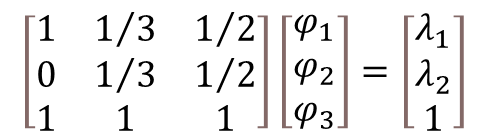 [1 1/3 1/2] [φ₁] [λ₁]
[0 1/3 1/2] [φ₂] = [λ₂]
[1 1 1] [φ₃] [1]